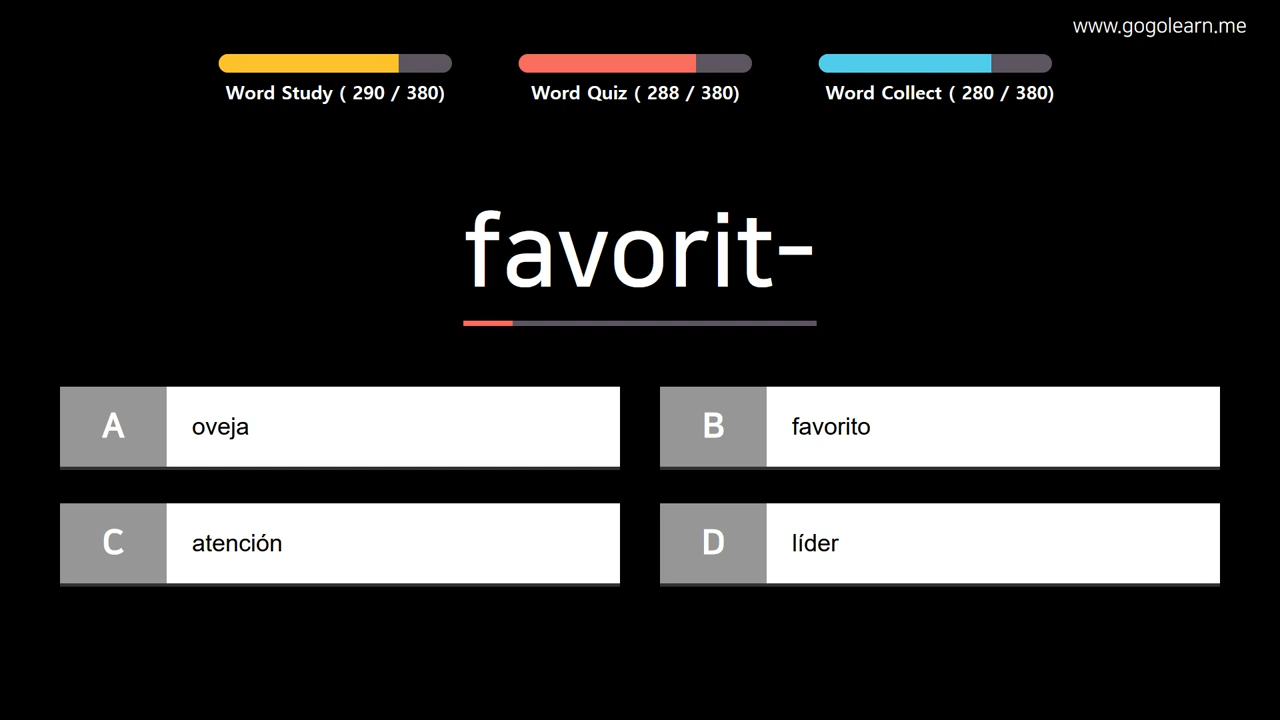 www.gogolearn.me
Word Study ( 290 / 380)
Word Quiz ( 288 / 380)
Word Collect ( 280 / 380)
favorit-
A oveja
B favorito
C atención
D líder